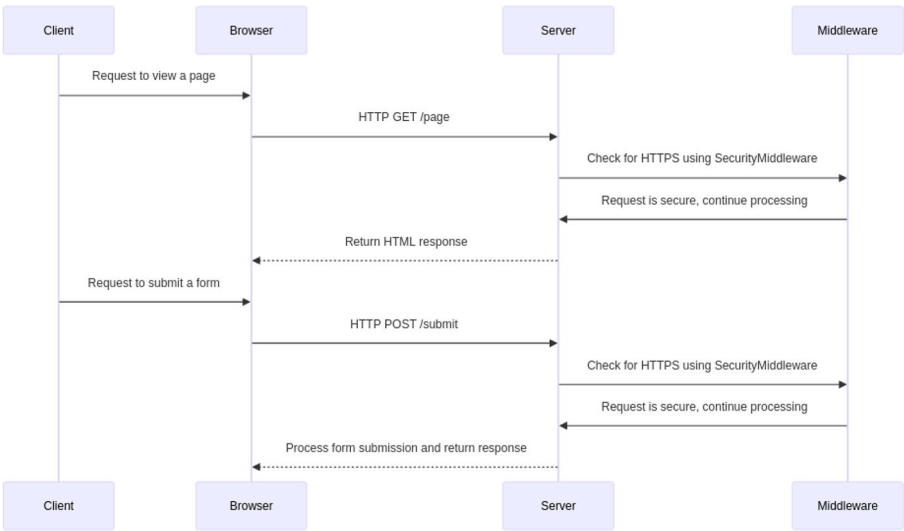 Client
Browser
Server
Middleware
Request to view a page
HTTP GET /page
Check for HTTPS using SecurityMiddleware
Request is secure, continue processing
Return HTML response
Request to submit a form
HTTP POST /submit
Check for HTTPS using SecurityMiddleware
Request is secure, continue processing
Process form submission and return response
Client
Browser
Server
Middleware